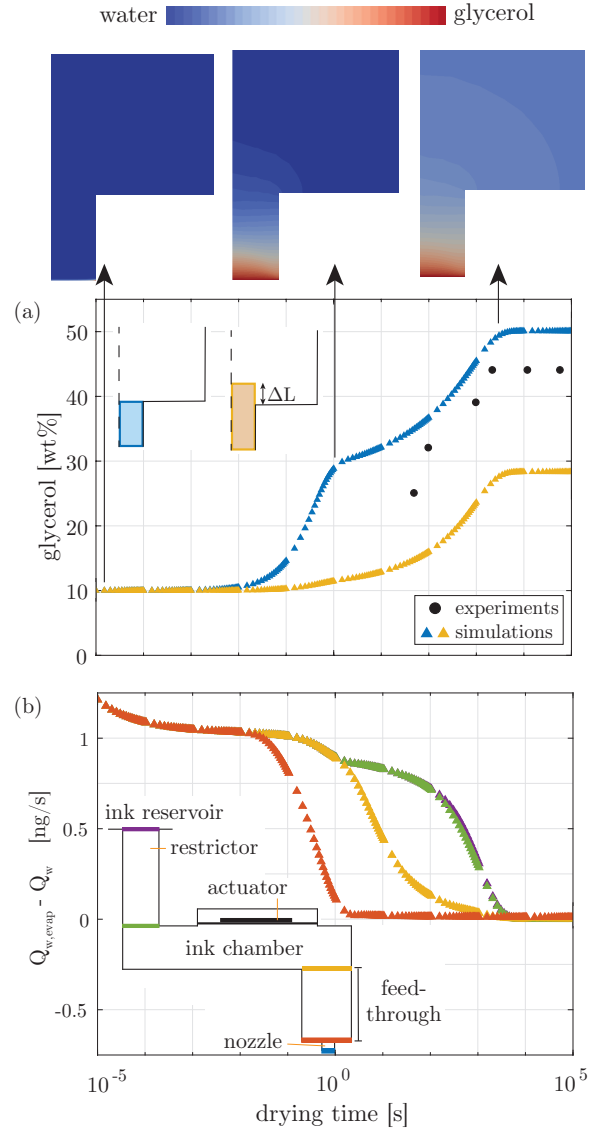 water glycerol
(a)
glycerol [wt%]
50
40
30
20
10
0
ΔL
experiments
simulations
(b)
Q_w,evap - Q_w [ng/s]
1
0.5
0
-0.5
ink reservoir
restrictor
actuator
ink chamber
feed-
through
nozzle
10^-5 10^0 10^5
drying time [s]